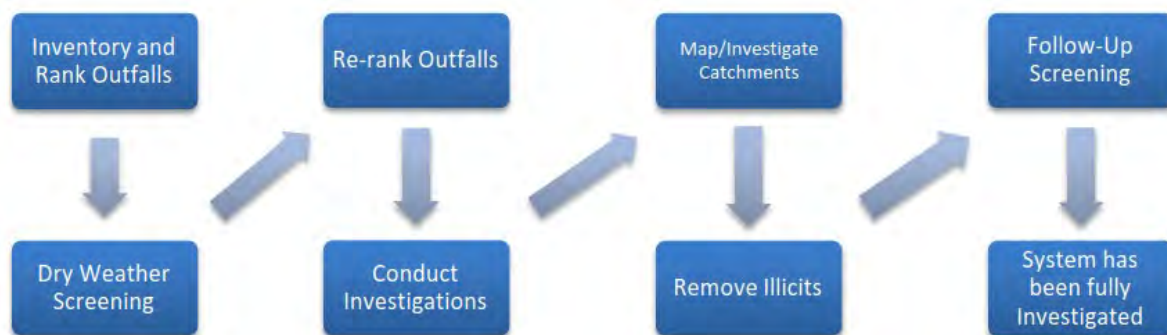 Inventory and
Rank Outfalls
Dry Weather
Screening
Re-rank Outfalls
Conduct
Investigations
Map/Investigate
Catchments
Remove Illicits
Follow-Up
Screening
System has
been fully
Investigated